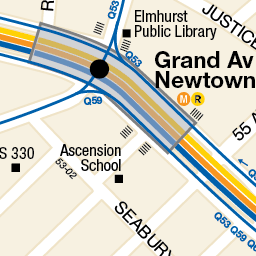 R
Q53
Elmhurst
Public Library
JUSTICE
Q53
Grand Av
Newtown
M R
Q59
55 A
S 330
53-02
Ascension
School
SEABURY
Q53 Q59 Q